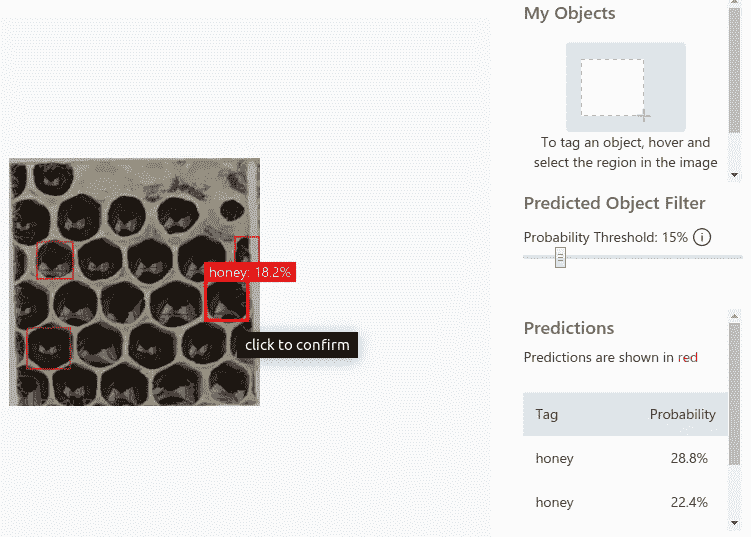 My Objects
To tag an object, hover and
select the region in the image
Predicted Object Filter
Probability Threshold: 15%
honey: 18.2%
click to confirm
Predictions
Predictions are shown in red
Tag Probability
honey 28.8%
honey 22.4%